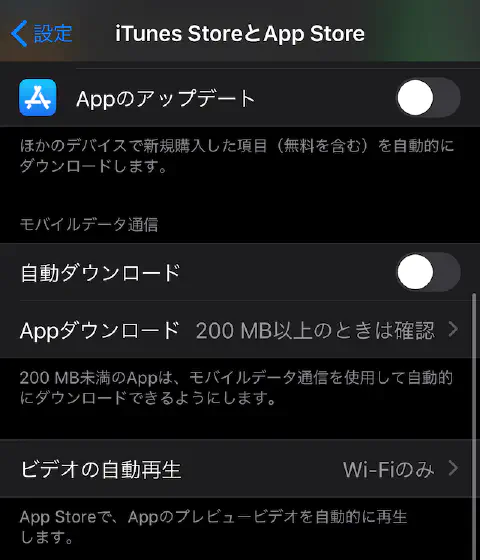 設定
iTunes StoreとApp Store
Appのアップデート
ほかのデバイスで新規購入した項目（無料を含む）を自動的に
ダウンロードします。
モバイルデータ通信
自動ダウンロード
Appダウンロード 200 MB以上のときは確認
200 MB未満のAppは、モバイルデータ通信を使用して自動的
にダウンロードできるようにします。
ビデオの自動再生 Wi-Fiのみ
App Storeで、Appのプレビュービデオを自動的に再生
します。